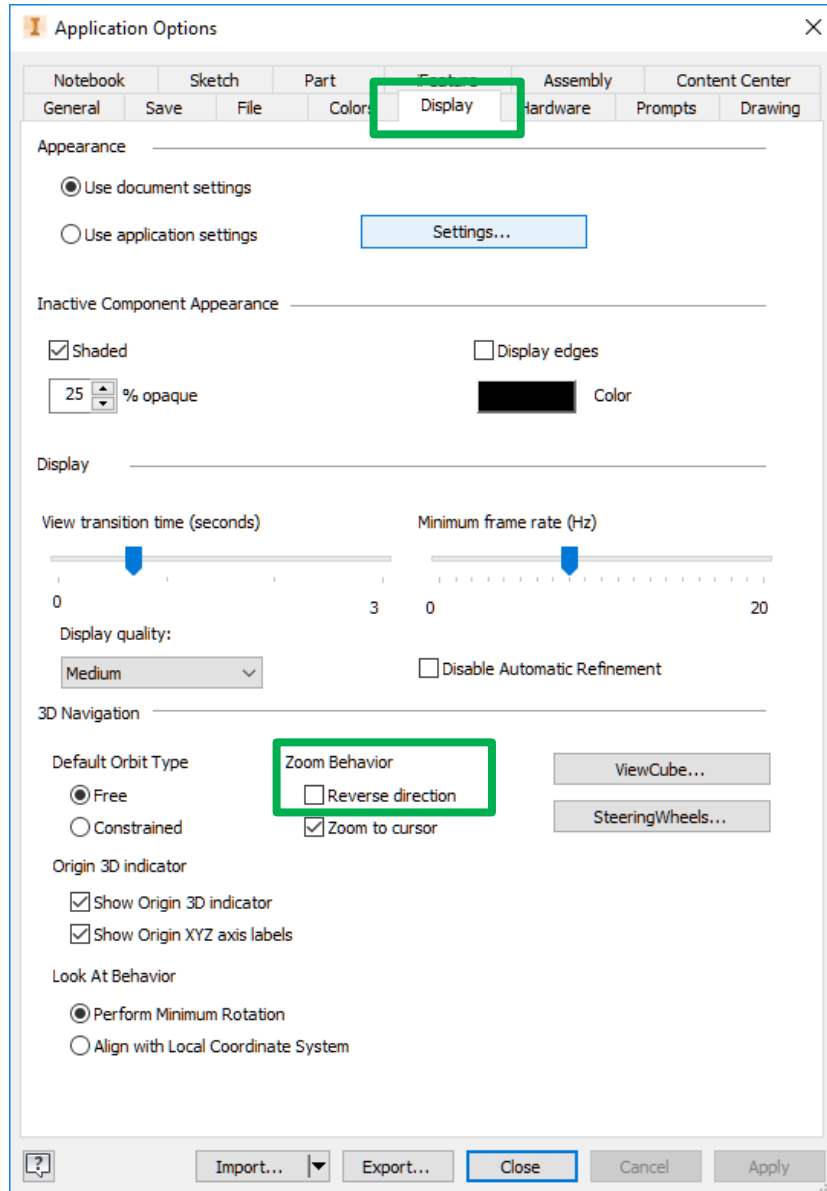 Application Options
Notebook Sketch Part Assembly Content Center
General Save File Colors Display Hardware Prompts Drawing
Appearance
Use document settings
Use application settings Settings...
Inactive Component Appearance
Shaded Display edges
25 % opaque Color
Display
View transition time (seconds) Minimum frame rate (Hz)
0 3 0 20
Display quality:
Medium Disable Automatic Refinement
3D Navigation
Default Orbit Type Zoom Behavior ViewCube...
Free Reverse direction
Constrained Zoom to cursor SteeringWheels...
Origin 3D indicator
Show Origin 3D indicator
Show Origin XYZ axis labels
Look At Behavior
Perform Minimum Rotation
Align with Local Coordinate System
Import... Export... Close Cancel Apply